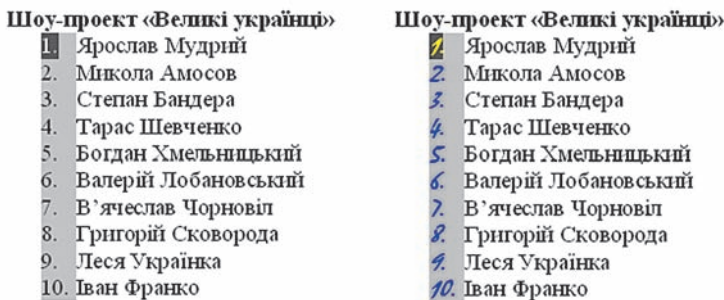 Шоу-проект «Великі українці»
1. Ярослав Мудрий
2. Микола Амосов
3. Степан Бандера
4. Тарас Шевченко
5. Богдан Хмельницький
6. Валерій Лобановський
7. В’ячеслав Чорновіл
8. Григорій Сковорода
9. Леся Українка
10. Іван Франко
Шоу-проект «Великі українці»
1. Ярослав Мудрий
2. Микола Амосов
3. Степан Бандера
4. Тарас Шевченко
5. Богдан Хмельницький
6. Валерій Лобановський
7. В’ячеслав Чорновіл
8. Григорій Сковорода
9. Леся Українка
10. Іван Франко